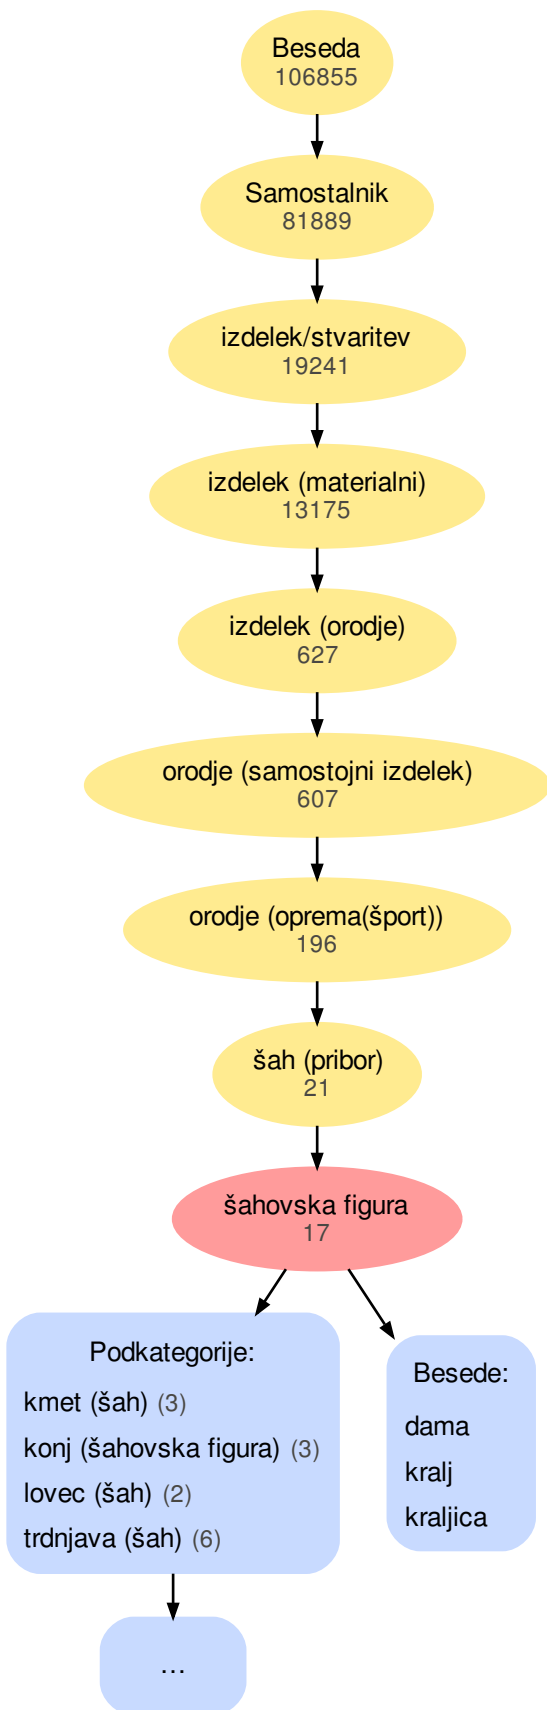 Beseda
106855
Samostalnik
81889
izdelek/stvaritev
19241
izdelek (materialni)
13175
izdelek (orodje)
627
orodje (samostojni izdelek)
607
orodje (oprema(šport))
196
šah (pribor)
21
šahovska figura
17
Podkategorije:
kmet (šah) (3)
konj (šahovska figura) (3)
lovec (šah) (2)
trdnjava (šah) (6)
Besede:
dama
kralj
kraljica
...